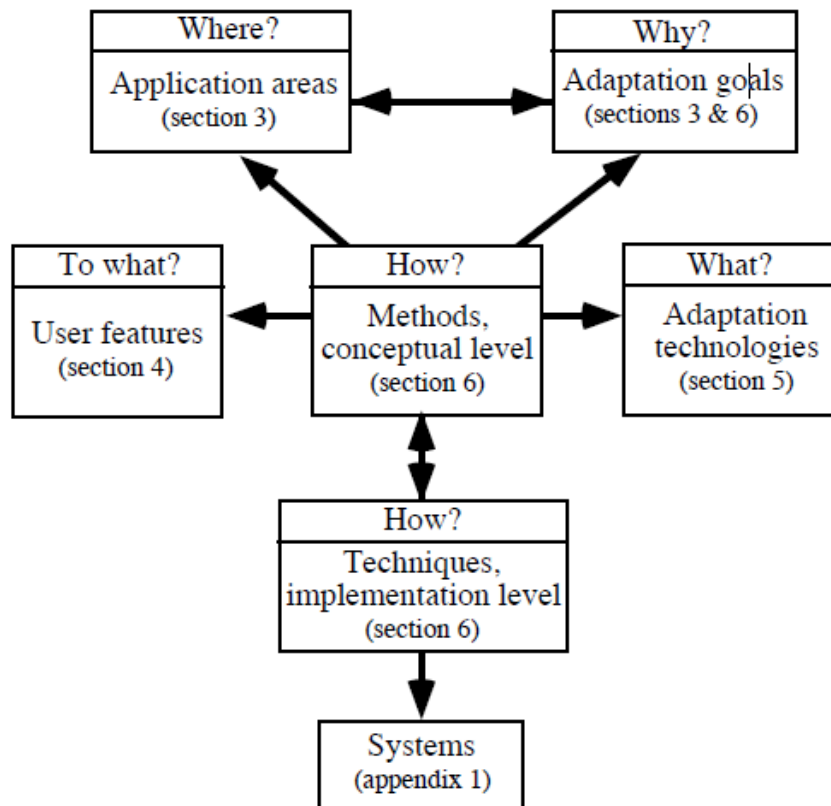 Where?
Application areas
(section 3)
Why?
Adaptation goals
(sections 3 & 6)
To what?
User features
(section 4)
How?
Methods,
conceptual level
(section 6)
What?
Adaptation
technologies
(section 5)
How?
Techniques,
implementation level
(section 6)
Systems
(appendix 1)